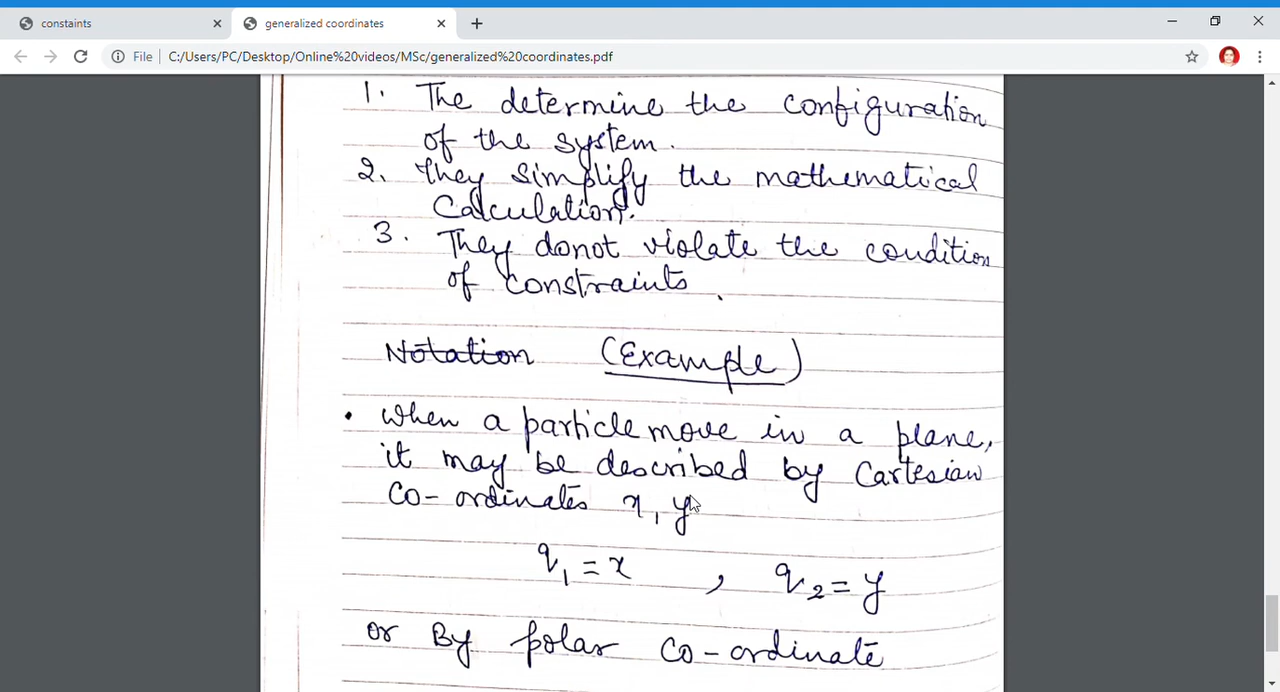 constaints
generalized coordinates
File
C:/Users/PC/Desktop/Online%20videos/MSc/generalized%20coordinates.pdf
1. The determine the configuration
of the system.
2. They simplify the mathematical
Calculation.
3. They donot violate the condition
of constraints.
Notation (Example)
• When a particle move in a plane,
it may be described by Cartesian
Co-ordinates x, y
q1 = x , q2 = y
or By polar Co-ordinate